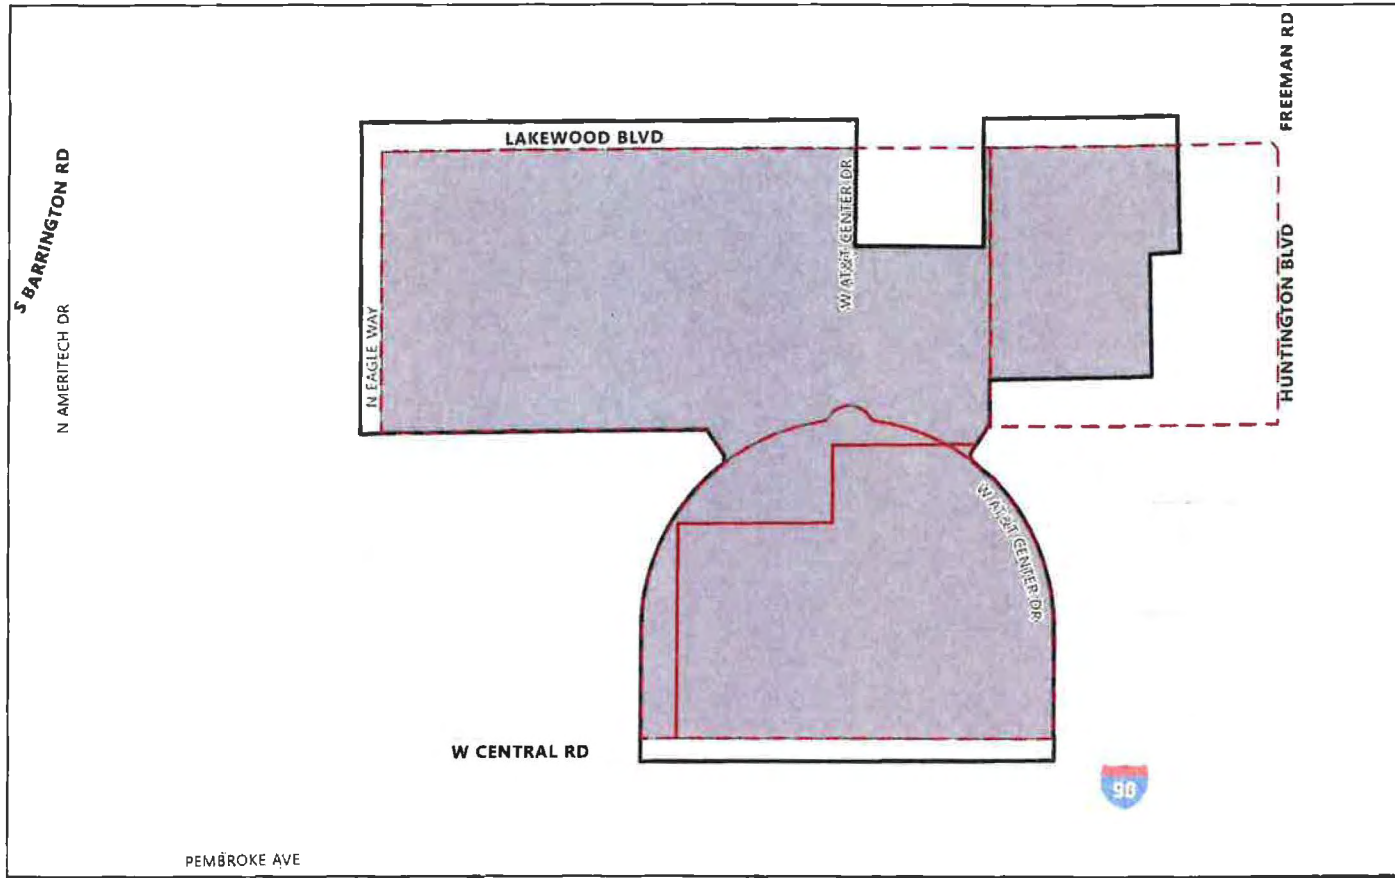 FREEMAN RD
LAKEWOOD BLVD
S BARRINGTON RD
W AT&T CENTER DR
HUNTINGTON BLVD
N AMERITECH DR
N EAGLE WAY
W AT&T CENTER DR
W CENTRAL RD
90
PEMBROKE AVE